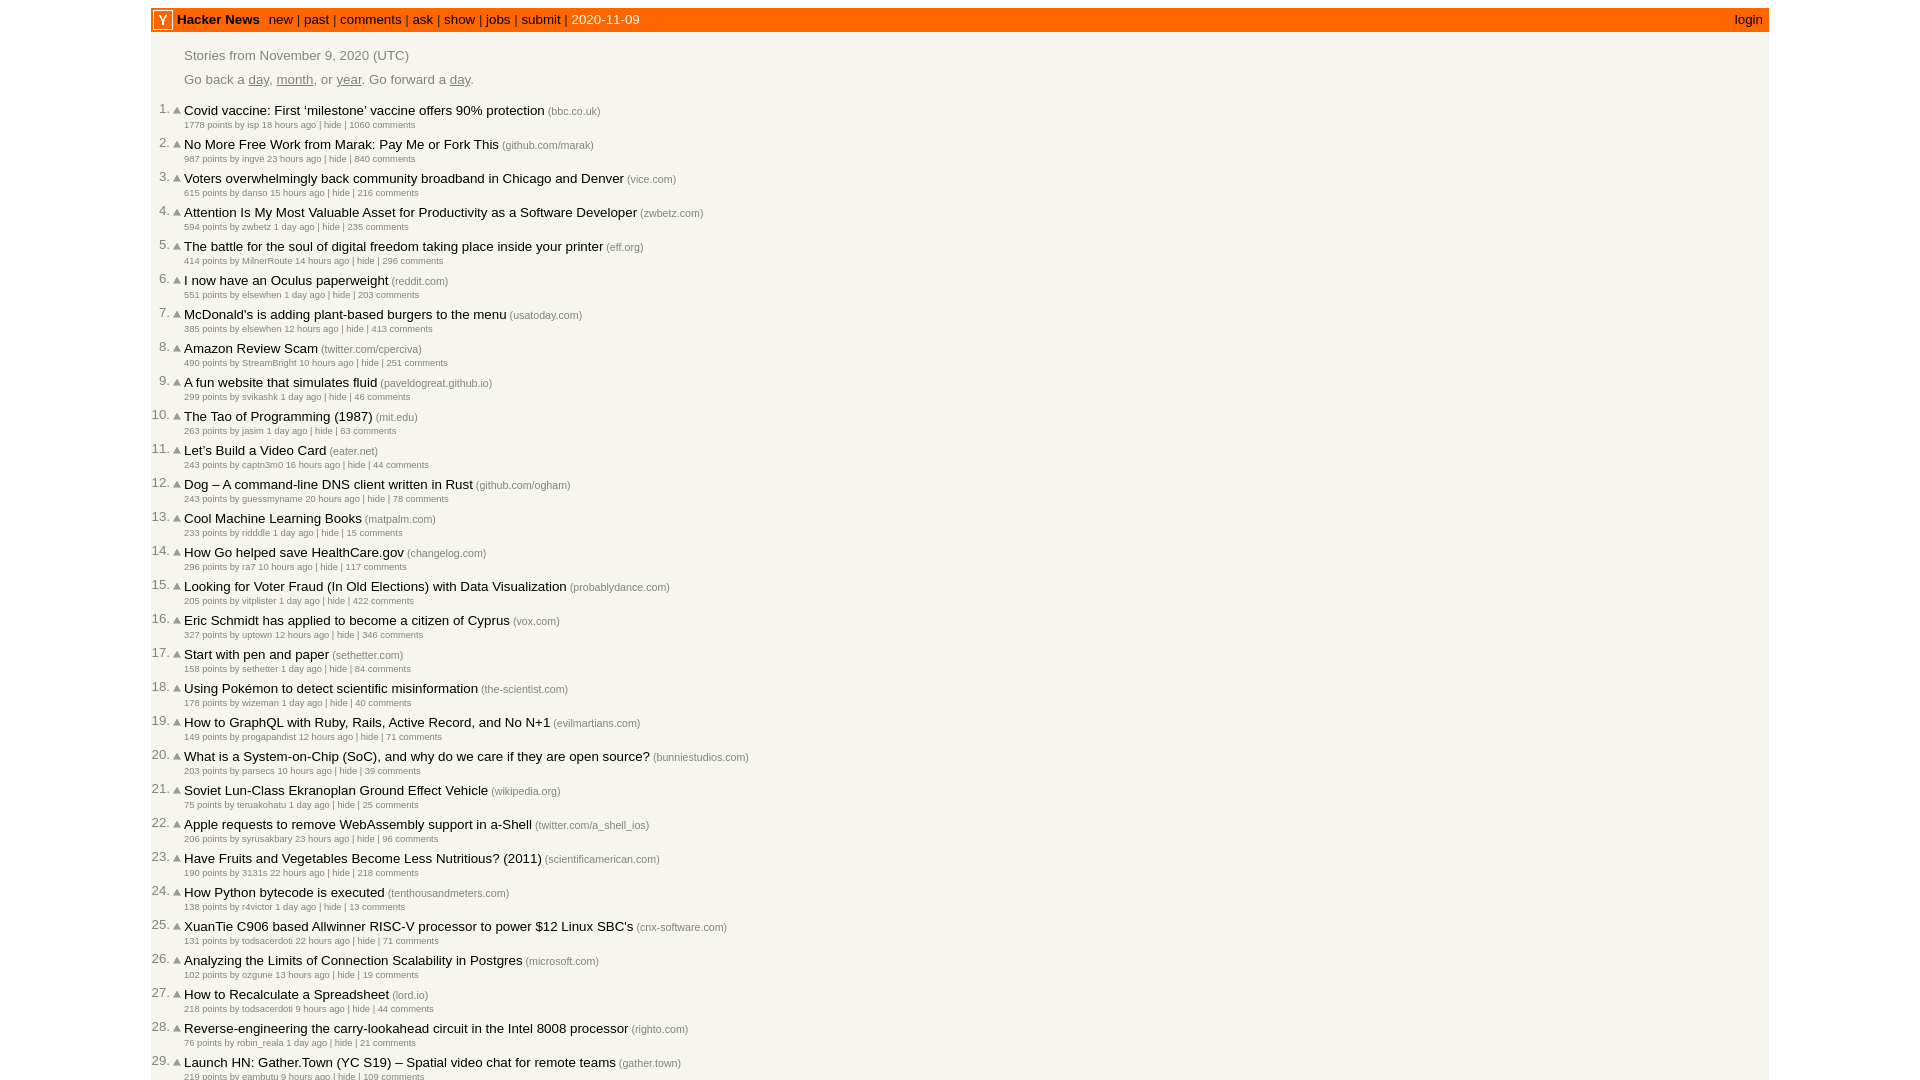 Y Hacker News new | past | comments | ask | show | jobs | submit | 2020-11-09 login
Stories from November 9, 2020 (UTC)
Go back a day, month, or year. Go forward a day.
1. Covid vaccine: First ‘milestone’ vaccine offers 90% protection (bbc.co.uk)
1778 points by isp 18 hours ago | hide | 1060 comments
2. No More Free Work from Marak: Pay Me or Fork This (github.com/marak)
987 points by ingve 23 hours ago | hide | 840 comments
3. Voters overwhelmingly back community broadband in Chicago and Denver (vice.com)
615 points by danso 15 hours ago | hide | 216 comments
4. Attention Is My Most Valuable Asset for Productivity as a Software Developer (zwbetz.com)
594 points by zwbetz 1 day ago | hide | 235 comments
5. The battle for the soul of digital freedom taking place inside your printer (eff.org)
414 points by MilnerRoute 14 hours ago | hide | 296 comments
6. I now have an Oculus paperweight (reddit.com)
551 points by elsewhen 1 day ago | hide | 203 comments
7. McDonald's is adding plant-based burgers to the menu (usatoday.com)
385 points by elsewhen 12 hours ago | hide | 413 comments
8. Amazon Review Scam (twitter.com/cperciva)
490 points by StreamBright 10 hours ago | hide | 251 comments
9. A fun website that simulates fluid (paveldogreat.github.io)
299 points by svikashk 1 day ago | hide | 46 comments
10. The Tao of Programming (1987) (mit.edu)
263 points by jasim 1 day ago | hide | 63 comments
11. Let’s Build a Video Card (eater.net)
243 points by captn3m0 16 hours ago | hide | 44 comments
12. Dog – A command-line DNS client written in Rust (github.com/ogham)
243 points by guessmyname 20 hours ago | hide | 78 comments
13. Cool Machine Learning Books (matpalm.com)
233 points by ridddle 1 day ago | hide | 15 comments
14. How Go helped save HealthCare.gov (changelog.com)
296 points by ra7 10 hours ago | hide | 117 comments
15. Looking for Voter Fraud (In Old Elections) with Data Visualization (probablydance.com)
205 points by vitplister 1 day ago | hide | 422 comments
16. Eric Schmidt has applied to become a citizen of Cyprus (vox.com)
327 points by uptown 12 hours ago | hide | 346 comments
17. Start with pen and paper (sethetter.com)
158 points by sethetter 1 day ago | hide | 84 comments
18. Using Pokémon to detect scientific misinformation (the-scientist.com)
178 points by wizeman 1 day ago | hide | 40 comments
19. How to GraphQL with Ruby, Rails, Active Record, and No N+1 (evilmartians.com)
149 points by progapandist 12 hours ago | hide | 71 comments
20. What is a System-on-Chip (SoC), and why do we care if they are open source? (bunniestudios.com)
203 points by parsecs 10 hours ago | hide | 39 comments
21. Soviet Lun-Class Ekranoplan Ground Effect Vehicle (wikipedia.org)
75 points by teruakohatu 1 day ago | hide | 25 comments
22. Apple requests to remove WebAssembly support in a-Shell (twitter.com/a_shell_ios)
206 points by syrusakbary 23 hours ago | hide | 96 comments
23. Have Fruits and Vegetables Become Less Nutritious? (2011) (scientificamerican.com)
190 points by 3131s 22 hours ago | hide | 218 comments
24. How Python bytecode is executed (tenthousandmeters.com)
138 points by r4victor 1 day ago | hide | 13 comments
25. XuanTie C906 based Allwinner RISC-V processor to power $12 Linux SBC's (cnx-software.com)
131 points by todsacerdoti 22 hours ago | hide | 71 comments
26. Analyzing the Limits of Connection Scalability in Postgres (microsoft.com)
102 points by ozgune 13 hours ago | hide | 19 comments
27. How to Recalculate a Spreadsheet (lord.io)
218 points by todsacerdoti 9 hours ago | hide | 44 comments
28. Reverse-engineering the carry-lookahead circuit in the Intel 8008 processor (righto.com)
76 points by robin_reala 1 day ago | hide | 21 comments
29. Launch HN: Gather.Town (YC S19) – Spatial video chat for remote teams (gather.town)
219 points by eambutu 9 hours ago | hide | 109 comments